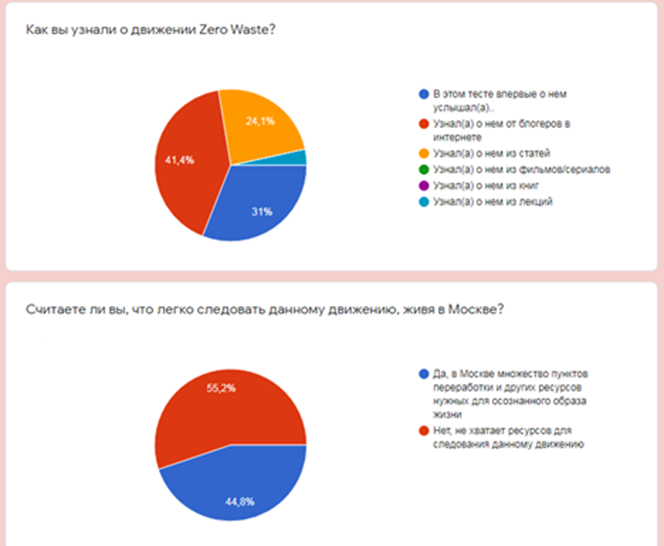 Как вы узнали о движении Zero Waste?
В этом тесте впервые о нем
услышал(а)..
Узнал(а) о нем от блогеров в
интернете
Узнал(а) о нем из статей
Узнал(а) о нем из фильмов/сериалов
Узнал(а) о нем из книг
Узнал(а) о нем из лекций
24,1%
41,4%
31%
Считаете ли вы, что легко следовать данному движению, живя в Москве?
Да, в Москве множество пунктов
переработки и других ресурсов
нужных для осознанного образа
жизни
Нет, не хватает ресурсов для
следования данному движению
55,2%
44,8%